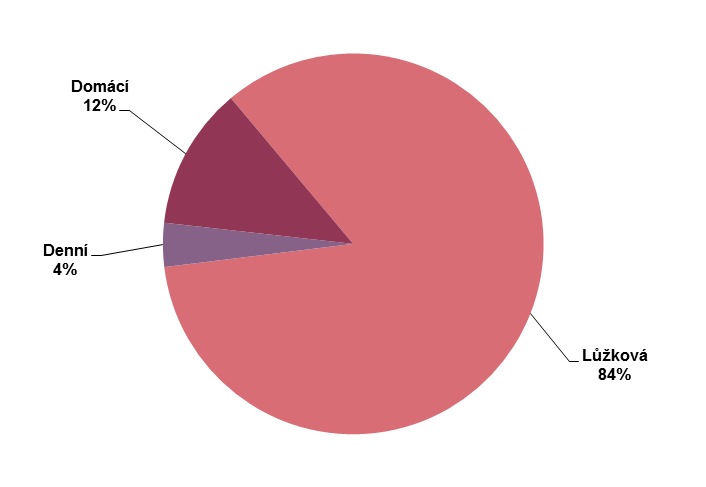 Domácí
12%
Denní
4%
Lůžková
84%